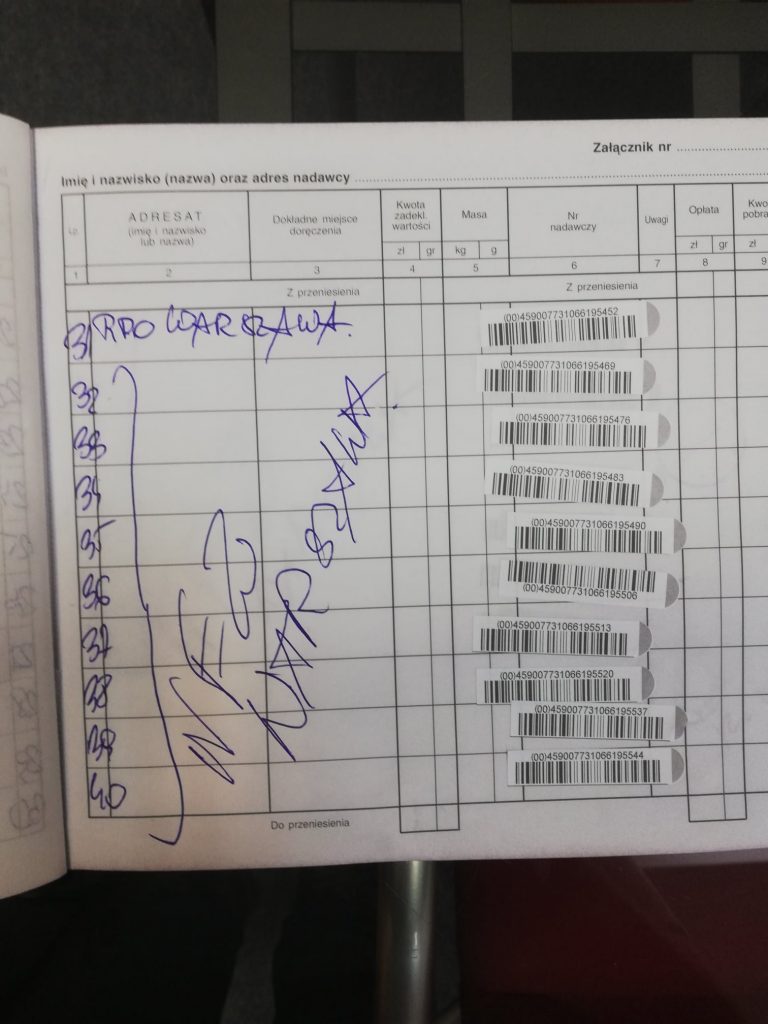 Załącznik nr
Imię i nazwisko (nazwa) oraz adres nadawcy
Lp. ADRESAT (imię i nazwisko lub nazwa) Dokładne miejsce doręczenia Kwota zadekl. wartości Masa Nr nadawczy Uwagi Opłata
zł gr kg g zł gr zł
1 2 3 4 5 6 7 8 9
Z przeniesienia Z przeniesienia
31 RPO WARSZAWA. (00)459007731066195452
32 (00)459007731066195469
33 (00)459007731066195476
34 (00)459007731066195483
35 (00)459007731066195490
36 (00)459007731066195506
37 (00)459007731066195513
38 (00)459007731066195520
39 (00)459007731066195537
40 (00)459007731066195544
WARSZAWA.
Do przeniesienia